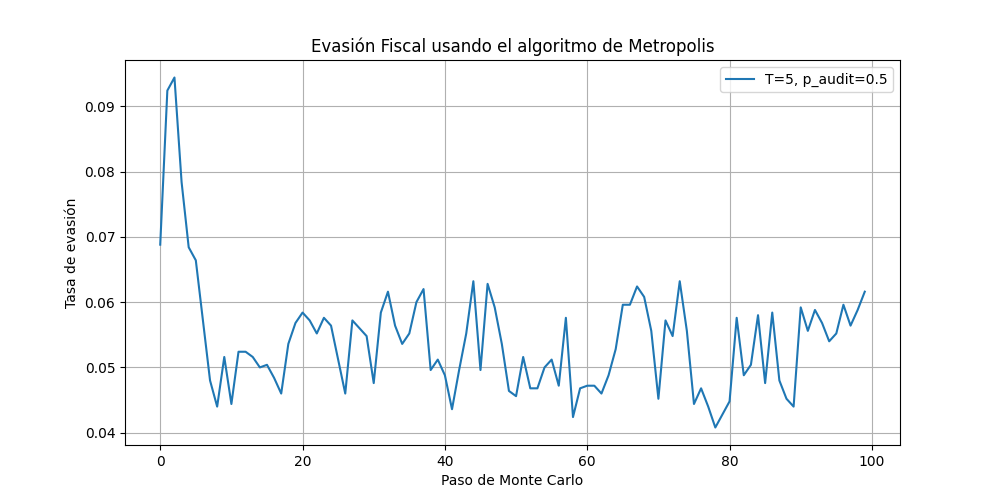 Evasión Fiscal usando el algoritmo de Metropolis
T=5, p_audit=0.5
Tasa de evasión
0.09
0.08
0.07
0.06
0.05
0.04
0 20 40 60 80 100
Paso de Monte Carlo